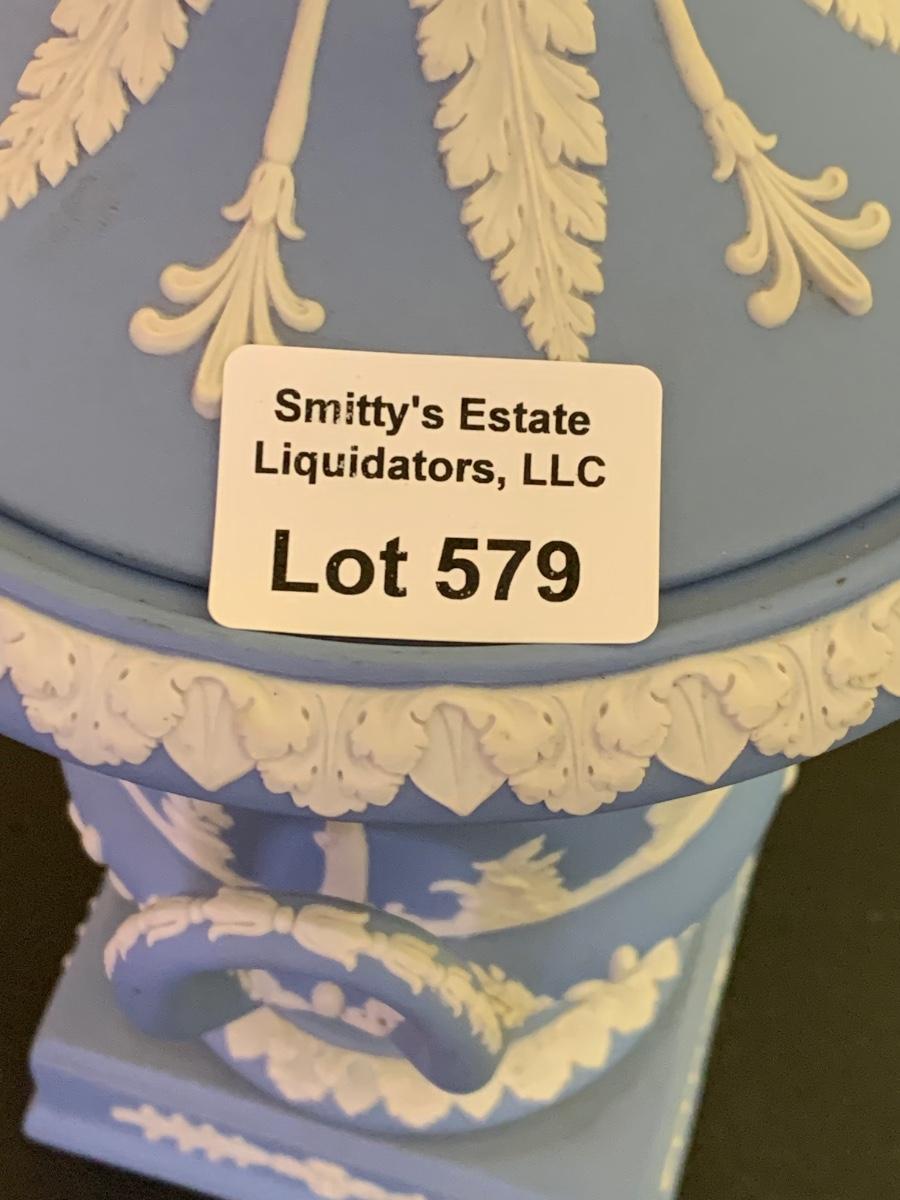 Smitty's Estate
Liquidators, LLC
Lot 579